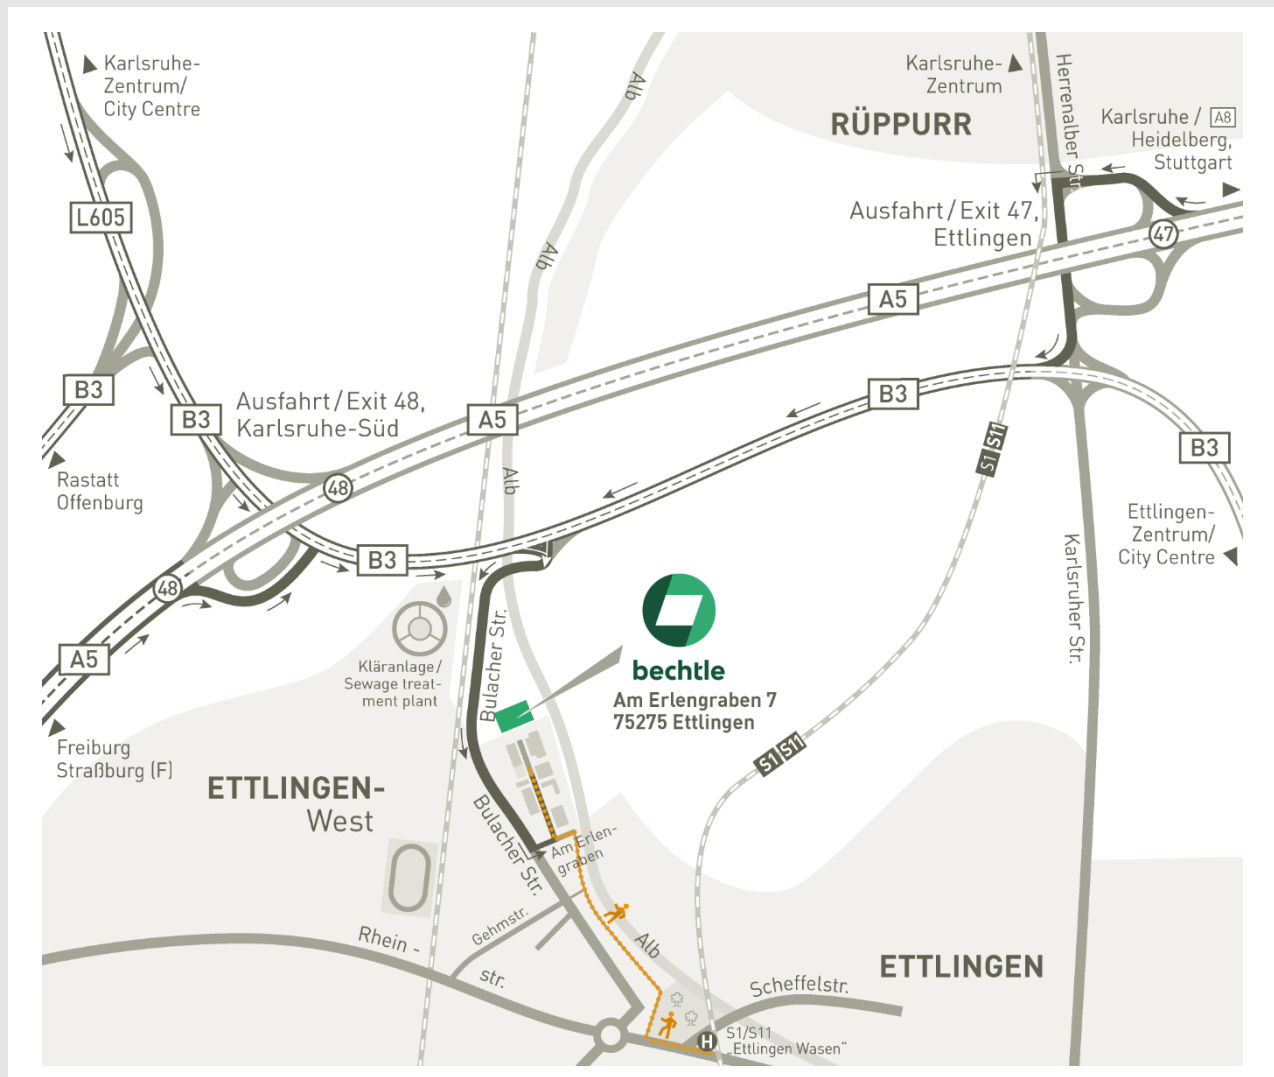 Karlsruhe-
Zentrum/
City Centre
Alb
Karlsruhe-
Zentrum
Herrenalber Str.
RÜPPURR
Karlsruhe / A8
Heidelberg,
Stuttgart
L605
Ausfahrt/Exit 47,
Ettlingen
47
Alb
A5
B3
B3
Ausfahrt/Exit 48,
Karlsruhe-Süd
A5
B3
B3
Rastatt
Offenburg
48
Alb
S1 S11
Ettlingen-
Zentrum/
City Centre
B3
48
Karlsruher Str.
A5
Kläranlage/
Sewage treat-
ment plant
Bulacher Str.
bechtle
Am Erlengraben 7
75275 Ettlingen
Freiburg
Straßburg (F)
S1 S11
ETTLINGEN-
West
Bulacher Str.
Am Erlen-
graben
Gehmstr.
Rhein -
str.
Alb
ETTLINGEN
Scheffelstr.
H
S1/S11
„Ettlingen Wasen“